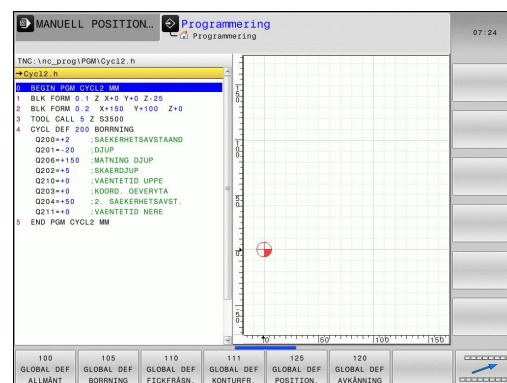 MANUELL POSITION...
Programmering
Programmering
07:24
TNC:\nc_prog\PGM\Cycl2.h
→Cycl2.h
0 BEGIN PGM CYCL2 MM
1 BLK FORM 0.1 Z X+0 Y+0 Z-25
2 BLK FORM 0.2 X+150 Y+100 Z+0
3 TOOL CALL 5 Z S3500
4 CYCL DEF 200 BORRNING
Q200=+2 ;SAEKERHETSAVSTAAND
Q201=-20 ;DJUP
Q206=+150 ;MATNING DJUP
Q202=+5 ;SKAERDJUP
Q210=+0 ;VAENTETID UPPE
Q203=+0 ;KOORD. OEVERYTA
Q204=+50 ;2. SAEKERHETSAVST.
Q211=+0 ;VAENTETID NERE
5 END PGM CYCL2 MM
0 50 100 150
100 GLOBAL DEF ALLMÄNT
105 GLOBAL DEF BORRNING
110 GLOBAL DEF FICKFRÄSN.
111 GLOBAL DEF KONTURFR.
125 GLOBAL DEF POSITION.
120 GLOBAL DEF AVKÄNNING